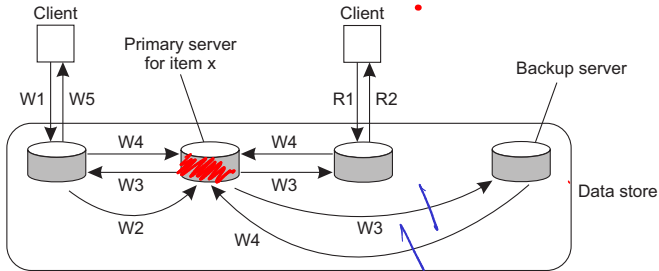 Client
Client
Primary server
for item x
Backup server
W1
W5
R1
R2
W4
W4
W3
W3
Data store
W2
W3
W4